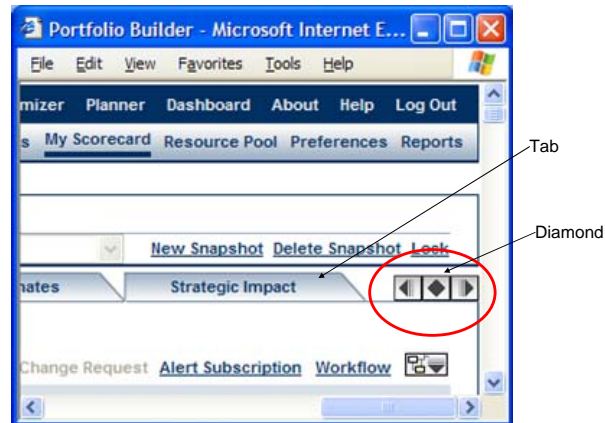 Portfolio Builder - Microsoft Internet E...
File Edit View Favorites Tools Help
mizer Planner Dashboard About Help Log Out
s My Scorecard Resource Pool Preferences Reports
Tab
Diamond
New Snapshot Delete Snapshot Lock
nates Strategic Impact
Change Request Alert Subscription Workflow